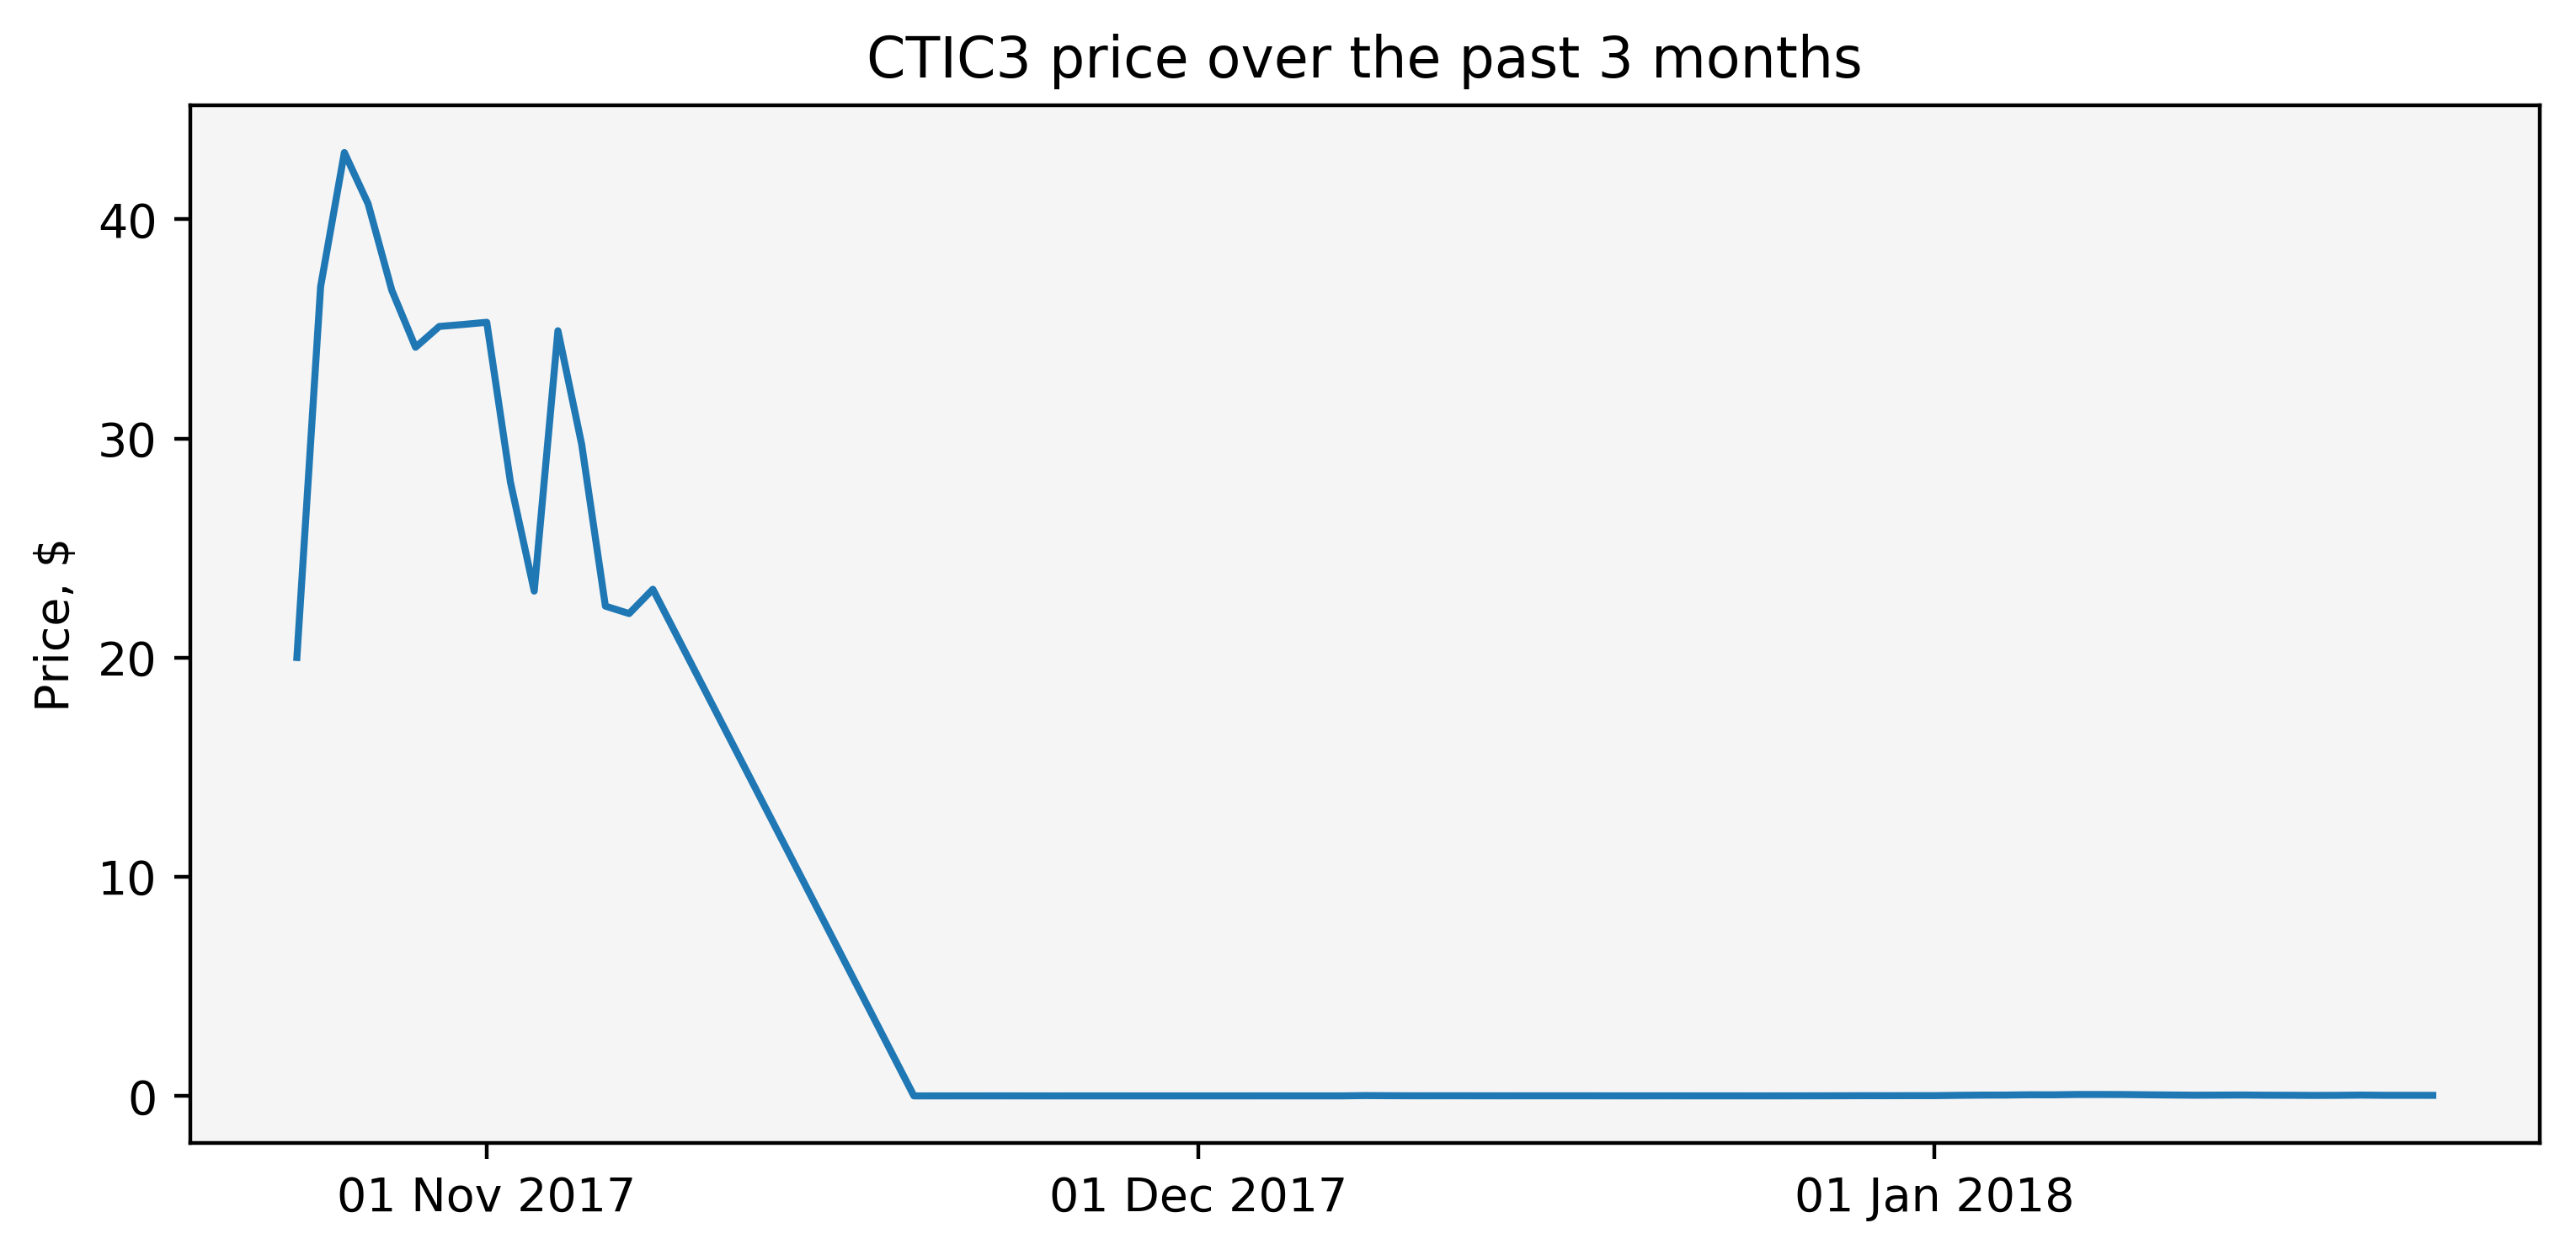 CTIC3 price over the past 3 months
Price, $
40
30
20
10
0
01 Nov 2017
01 Dec 2017
01 Jan 2018